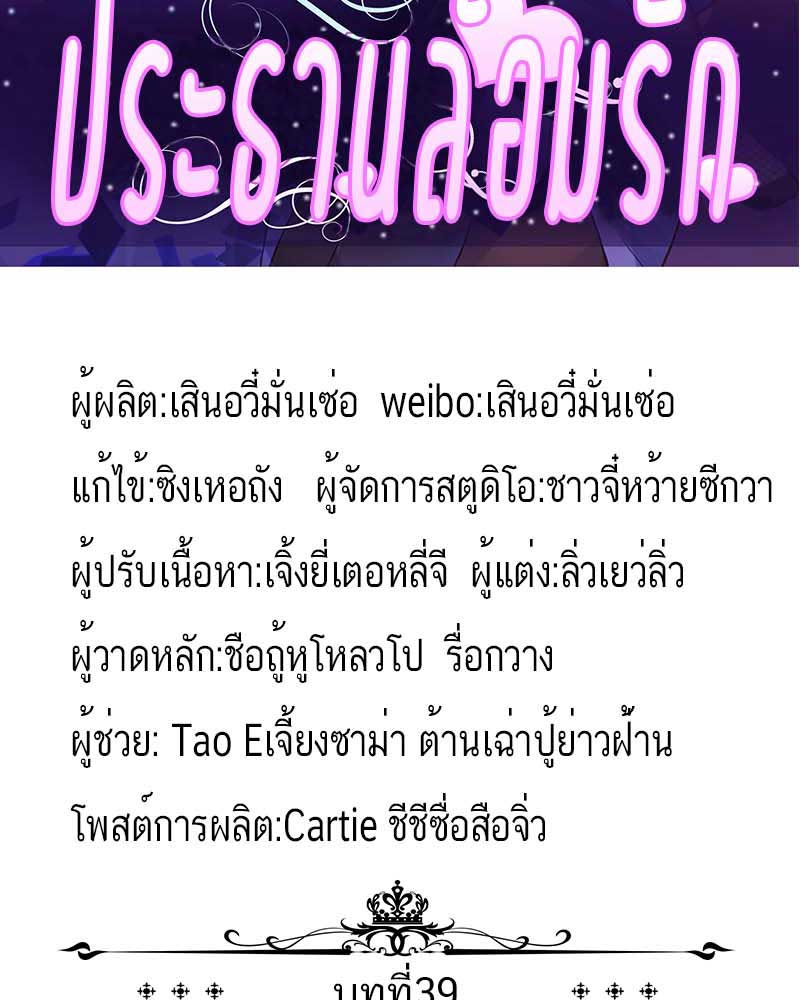 ประธานล้อมรัก
ผู้ผลิต:เสินอวี๋มั่นเซ่อ weibo:เสินอวี๋มั่นเซ่อ
แก้ไข้:ซิงเหอถัง ผู้จัดการสตูดิโอ:ชาวจี๋หว้ายซีกวา
ผู้ปรับเนื้อหา:เจิ้งยี่เตอหลี่จี ผู้แต่ง:ลิ่วเยว่ลิ่ว
ผู้วาดหลัก:ชือถู้หูโหลวโป รื่อกวาง
ผู้ช่วย: Tao Eเจี้ยงซาม่า ต้านเฉ่าปู้ย่าวฝ้าน
โพสต์การผลิต:Cartie ชีชีซื่อสือจิ่ว
บทที่39